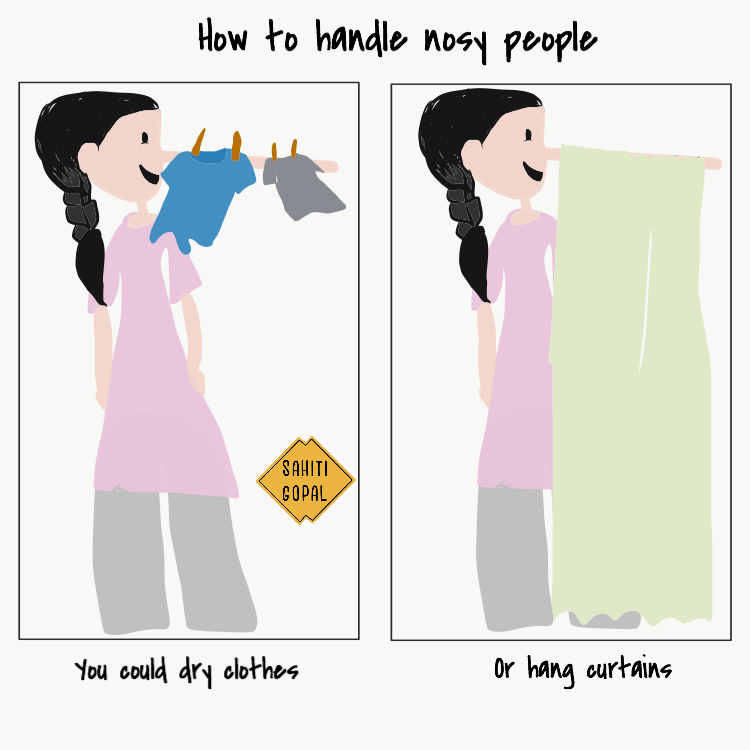 How to handle nosy people
SAHITI
GOPAL
You could dry clothes
Or hang curtains